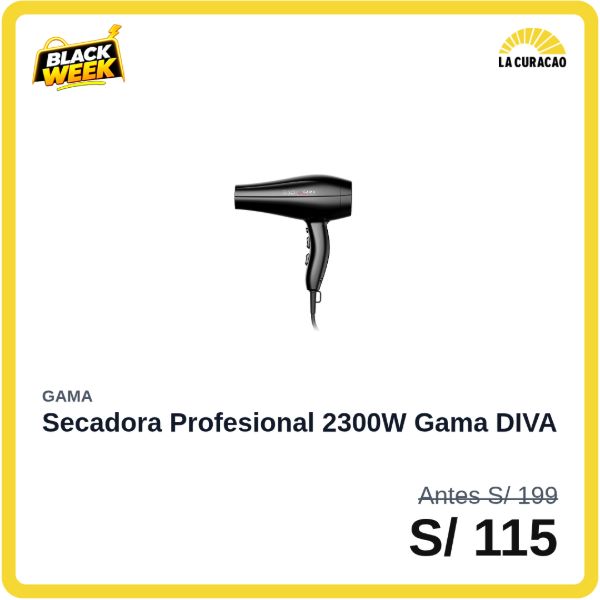 BLACK
WEEK
LA CURACAO
GAMA
Secadora Profesional 2300W Gama DIVA
Antes S/ 199
S/ 115